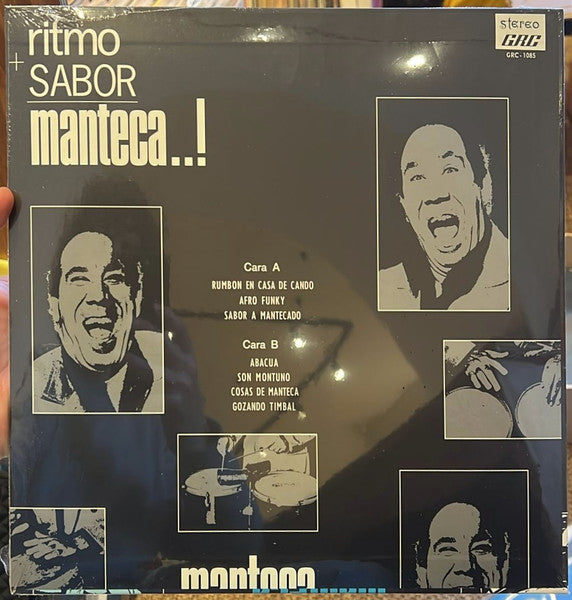 ritmo
+
SABOR
manteca..!
stereo
GRC
GRC-1085
Cara A
RUMBON EN CASA DE CANDO
AFRO FUNKY
SABOR A MANTECADO
Cara B
ABACUA
SON MONTUNO
COSAS DE MANTECA
GOZANDO TIMBAL
manteca